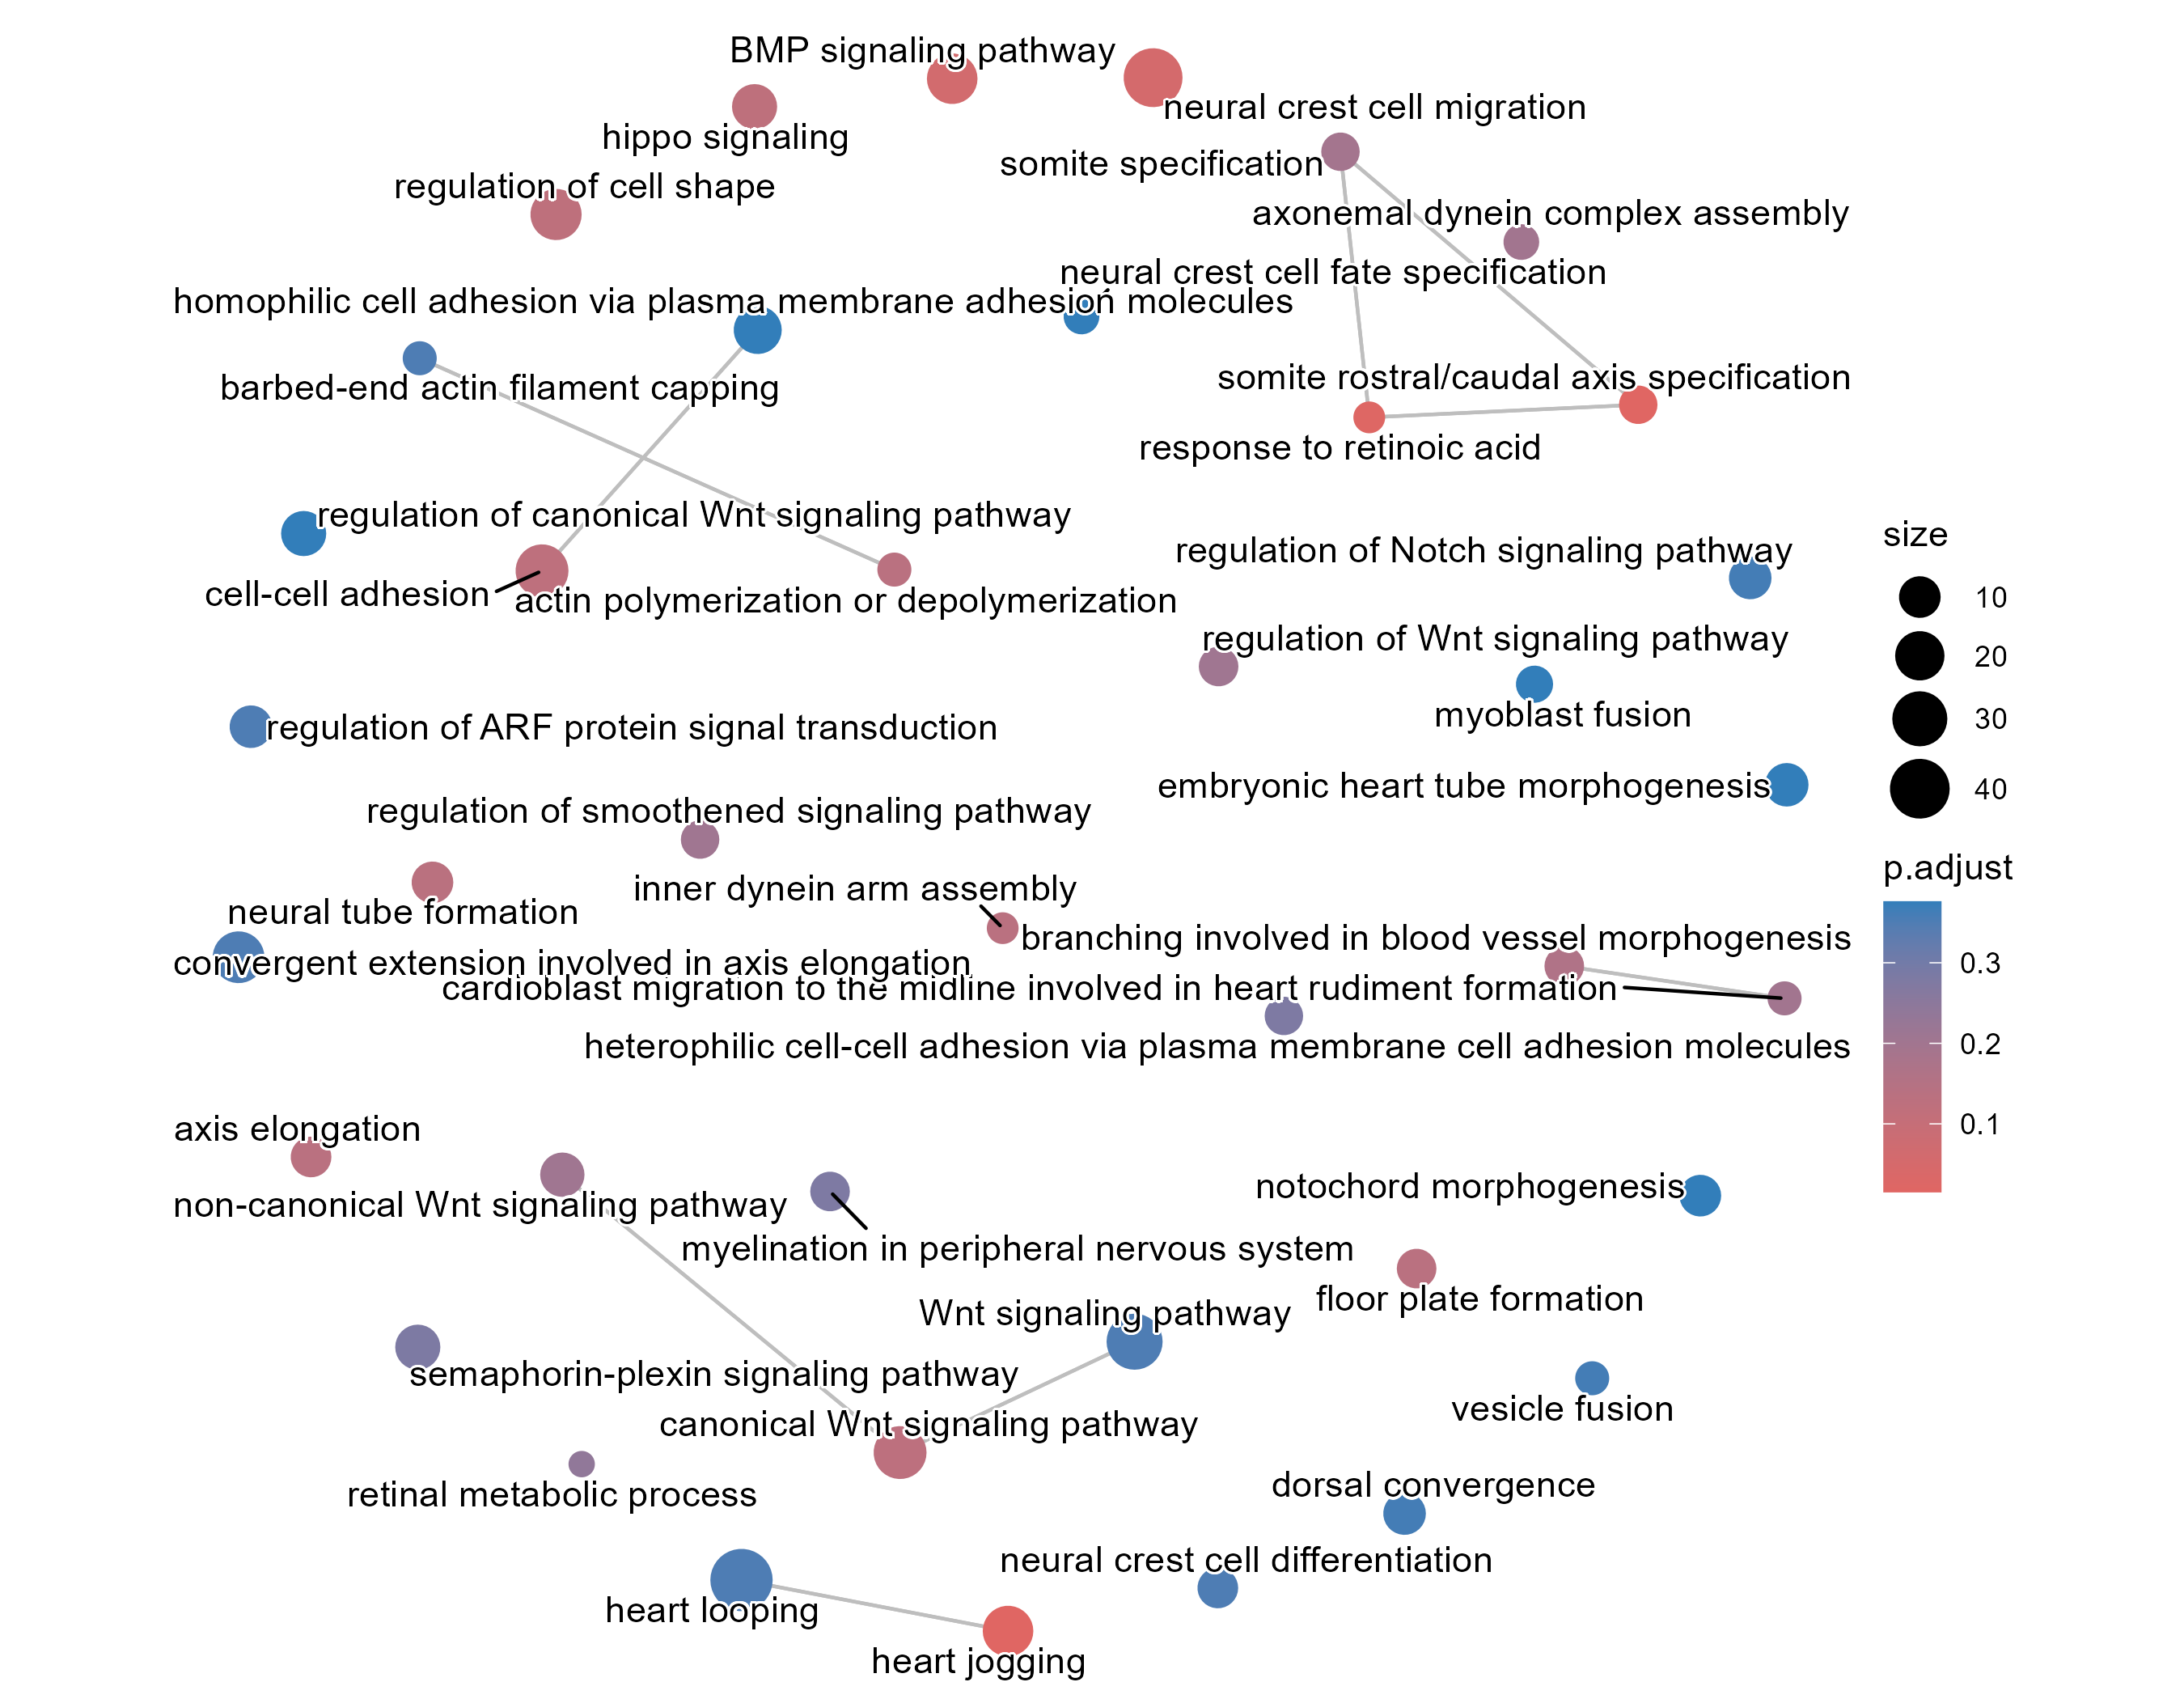 BMP signaling pathway
neural crest cell migration
hippo signaling
somite specification
regulation of cell shape
axonemal dynein complex assembly
neural crest cell fate specification
homophilic cell adhesion via plasma membrane adhesion molecules
somite rostral/caudal axis specification
barbed-end actin filament capping
response to retinoic acid
regulation of canonical Wnt signaling pathway
size
regulation of Notch signaling pathway
cell-cell adhesion
10
actin polymerization or depolymerization
regulation of Wnt signaling pathway
20
myoblast fusion
30
regulation of ARF protein signal transduction
embryonic heart tube morphogenesis
40
regulation of smoothened signaling pathway
p.adjust
inner dynein arm assembly
neural tube formation
branching involved in blood vessel morphogenesis
convergent extension involved in axis elongation
0.3
cardioblast migration to the midline involved in heart rudiment formation
heterophilic cell-cell adhesion via plasma membrane cell adhesion molecules
0.2
0.1
axis elongation
notochord morphogenesis
non-canonical Wnt signaling pathway
myelination in peripheral nervous system
floor plate formation
Wnt signaling pathway
semaphorin-plexin signaling pathway
vesicle fusion
canonical Wnt signaling pathway
dorsal convergence
retinal metabolic process
neural crest cell differentiation
heart looping
heart jogging